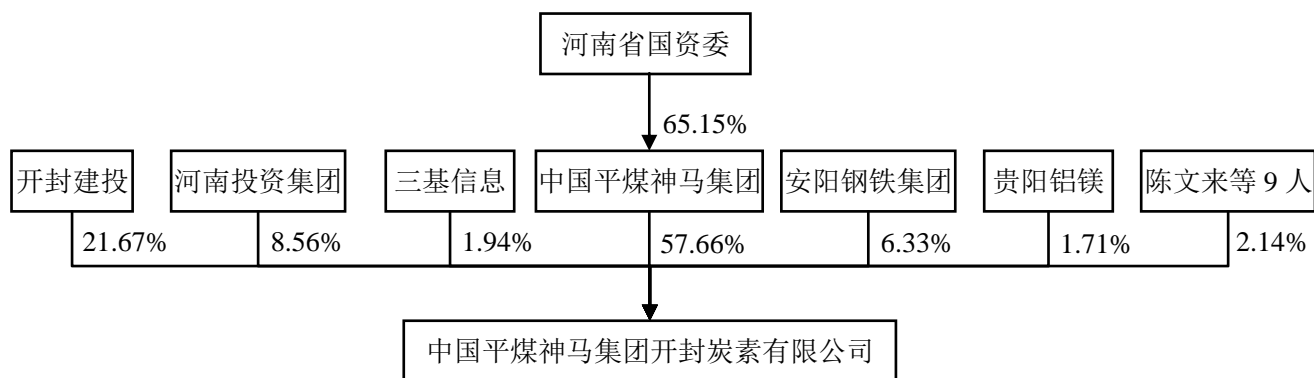 河南省国资委
65.15%
开封建投
河南投资集团
三基信息
中国平煤神马集团
安阳钢铁集团
贵阳铝镁
陈文来等 9 人
21.67%
8.56%
1.94%
57.66%
6.33%
1.71%
2.14%
中国平煤神马集团开封炭素有限公司